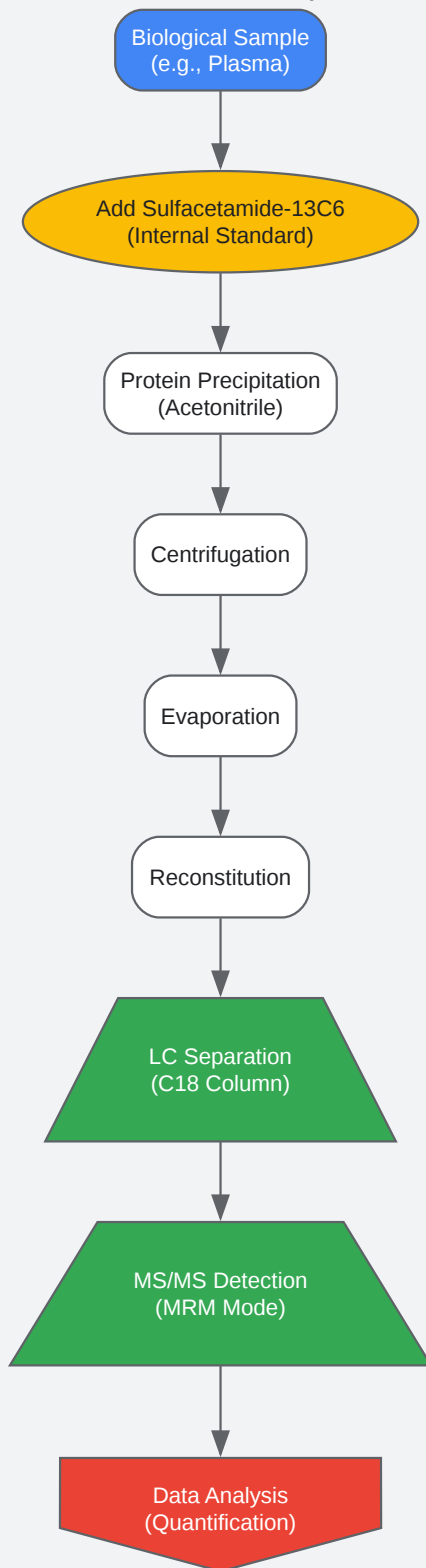 Biological Sample
(e.g., Plasma)
Add Sulfacetamide-13C6
(Internal Standard)
Protein Precipitation
(Acetonitrile)
Centrifugation
Evaporation
Reconstitution
LC Separation
(C18 Column)
MS/MS Detection
(MRM Mode)
Data Analysis
(Quantification)